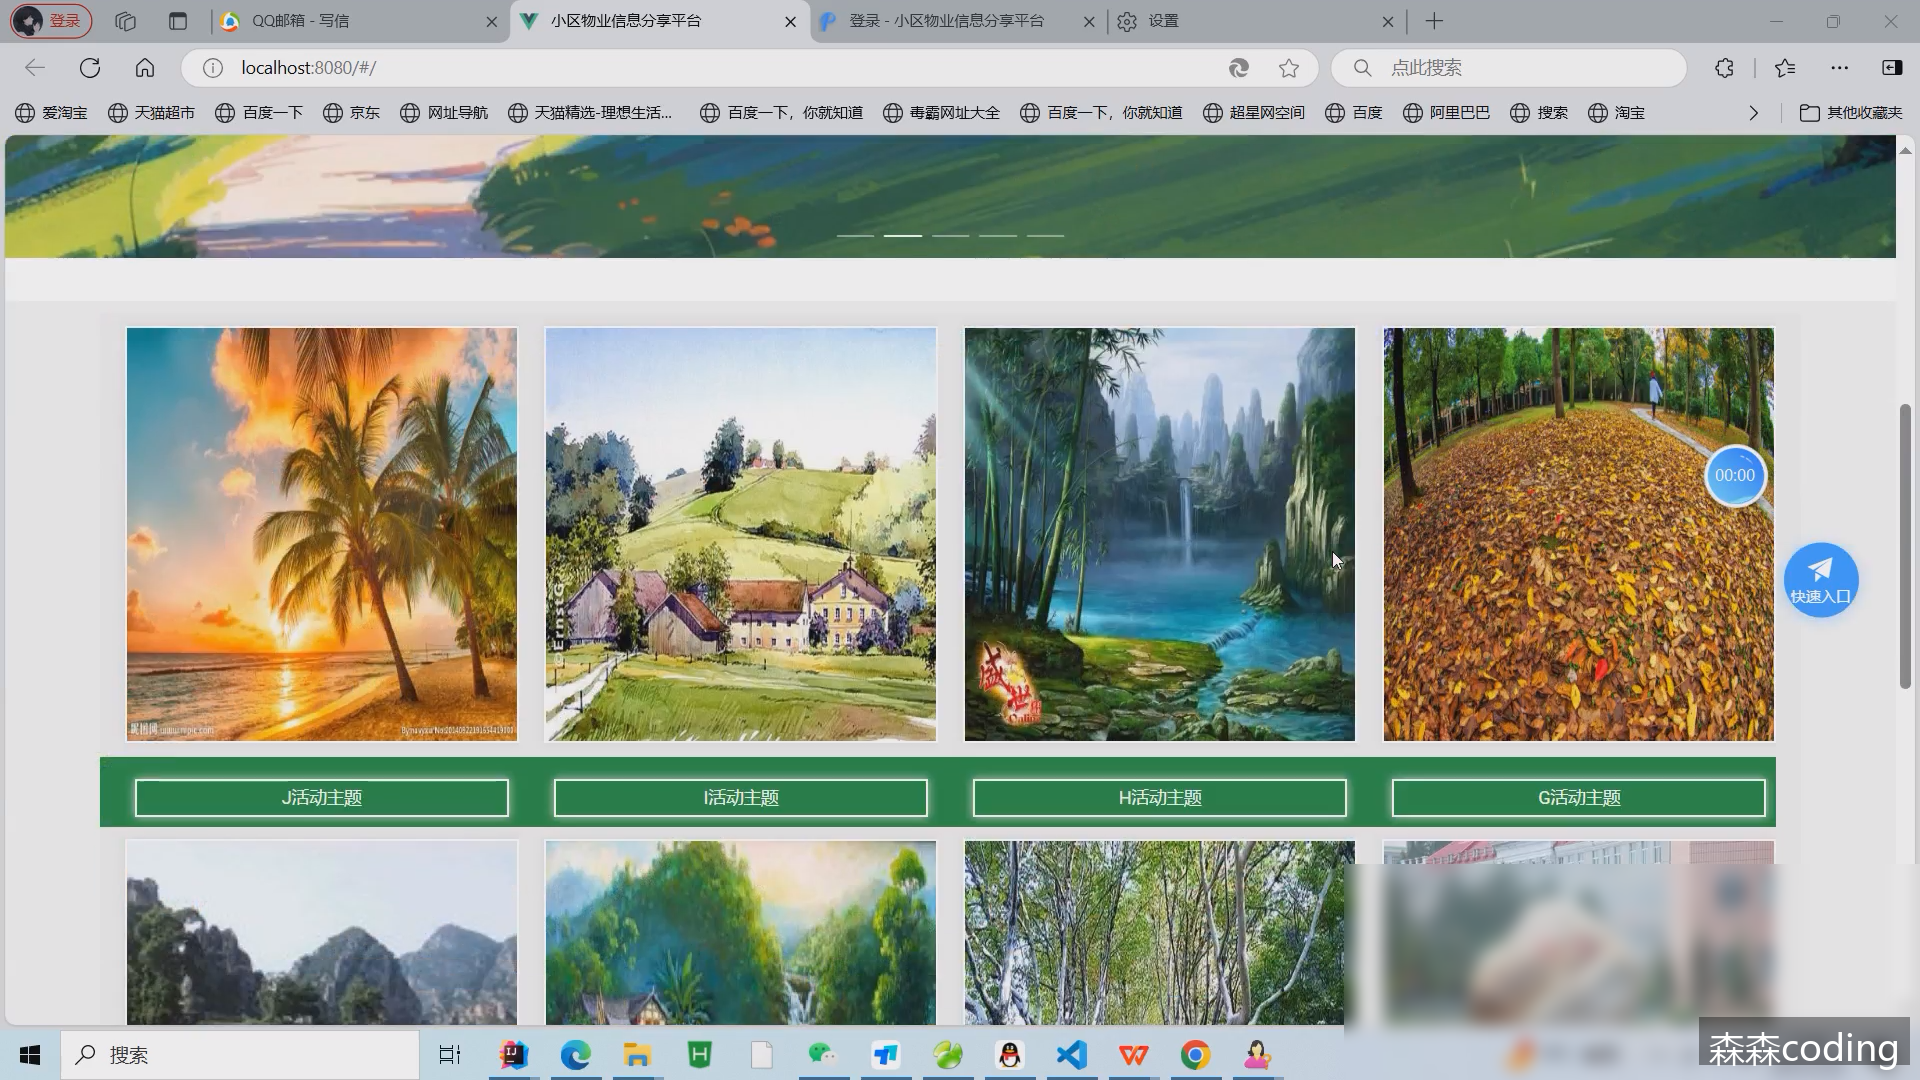 登录
QQ邮箱 - 写信
小区物业信息分享平台
登录 - 小区物业信息分享平台
设置
localhost:8080/#/
点此搜索
爱淘宝
天猫超市
百度一下
京东
网址导航
天猫精选-理想生活...
百度一下，你就知道
毒霸网址大全
百度一下，你就知道
超星网空间
百度
阿里巴巴
搜索
淘宝
其他收藏夹
00:00
快速入口
盛世
J活动主题
I活动主题
H活动主题
G活动主题
搜索
森森coding